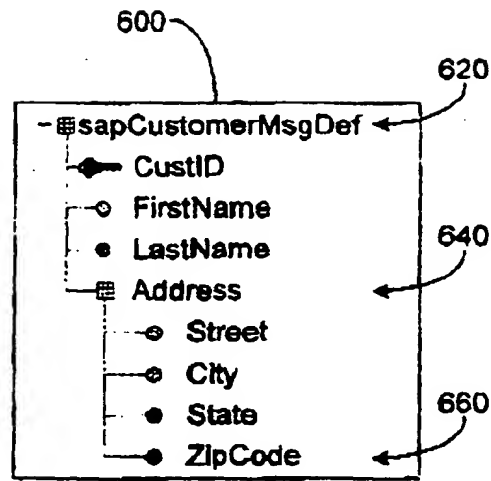 600
620
sapCustomerMsgDef
CustID
FirstName
LastName
640
Address
Street
City
State
660
ZipCode